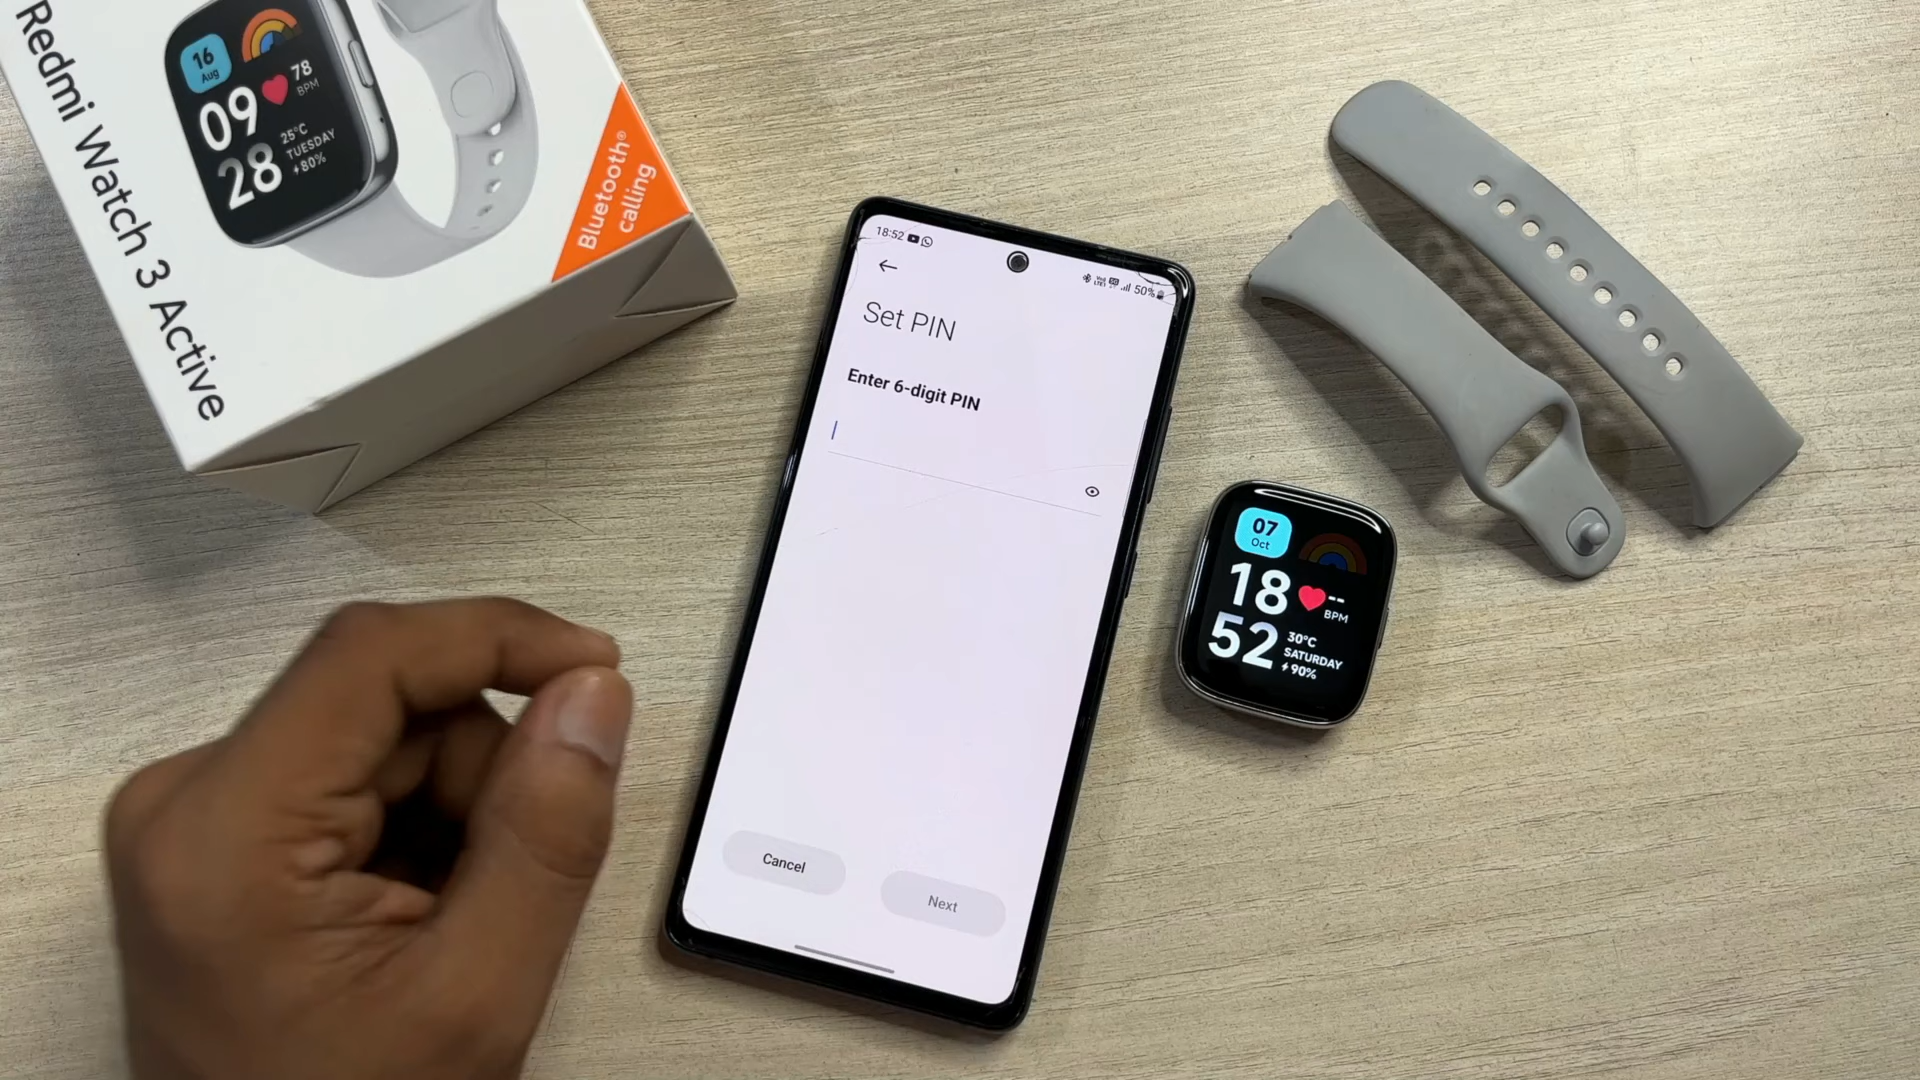 Redmi Watch 3 Active
16
Aug
78
BPM
09
28
25°C
TUESDAY
80%
Bluetooth®
calling
18:52
50%
Set PIN
Enter 6-digit PIN
Cancel
Next
07
Oct
18
--
BPM
52
30°C
SATURDAY
90%